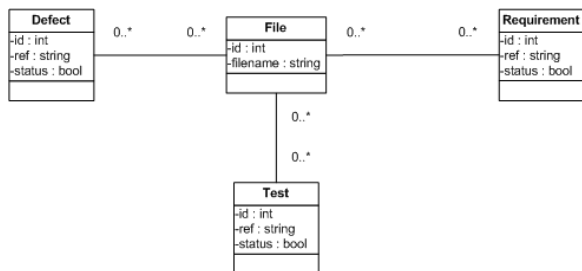 Defect
-id : int
-ref : string
-status : bool
0..*
0..*
File
-id : int
-filename : string
0..*
0..*
Requirement
-id : int
-ref : string
-status : bool
0..*
0..*
Test
-id : int
-ref : string
-status : bool